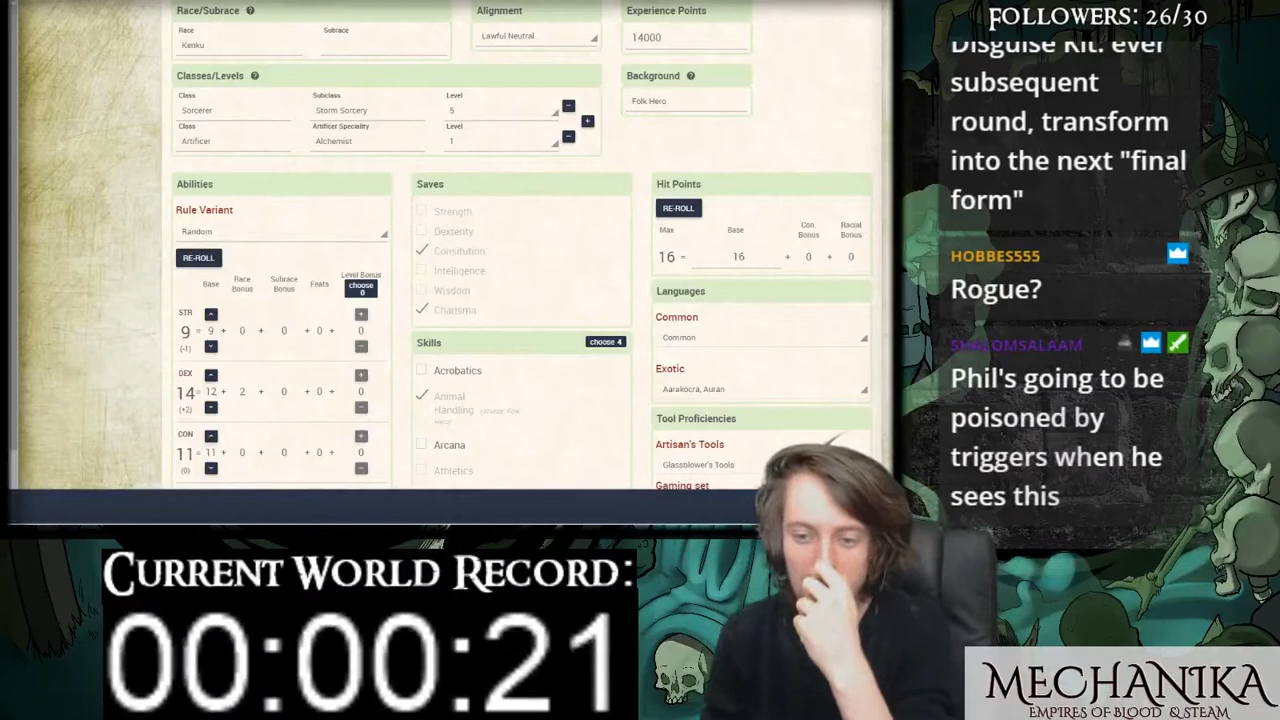 Race/Subrace ?
Race Subrace
Kenku
Alignment
Lawful Neutral
Experience Points
14000
Classes/Levels ?
Class Subclass Level
Sorcerer Storm Sorcery 5
Class Artificer Speciality Level
Artificer Alchemist 1
Background ?
Folk Hero
Abilities
Rule Variant
Random
RE-ROLL
Base Race Bonus Subrace Bonus Feats Level Bonus
choose 0
STR
9 = 9 + 0 + 0 + 0 + 0
(-1)
DEX
14 = 12 + 2 + 0 + 0 + 0
(+2)
CON
11 = 11 + 0 + 0 + 0 + 0
(0)
Saves
Strength
Dexterity
Consitution
Intelligence
Wisdom
Charisma
Skills choose 4
Acrobatics
Animal
Handling
Arcana
Athletics
Hit Points
RE-ROLL
Max Base Con. Bonus Racial Bonus
16 = 16 + 0 + 0
Languages
Common
Common
Exotic
Aarakocra, Auran
Tool Proficiencies
Artisan's Tools
Glassblower's Tools
Gaming set
Followers: 26/30
Disguise Kit: ever
subsequent
round, transform
into the next "final
form"
HOBBES555
Rogue?
SHALOMSALAAM
Phil's going to be
poisoned by
triggers when he
sees this
Current World Record:
00:00:21
MECHANIKA
EMPIRES OF BLOOD & STEAM